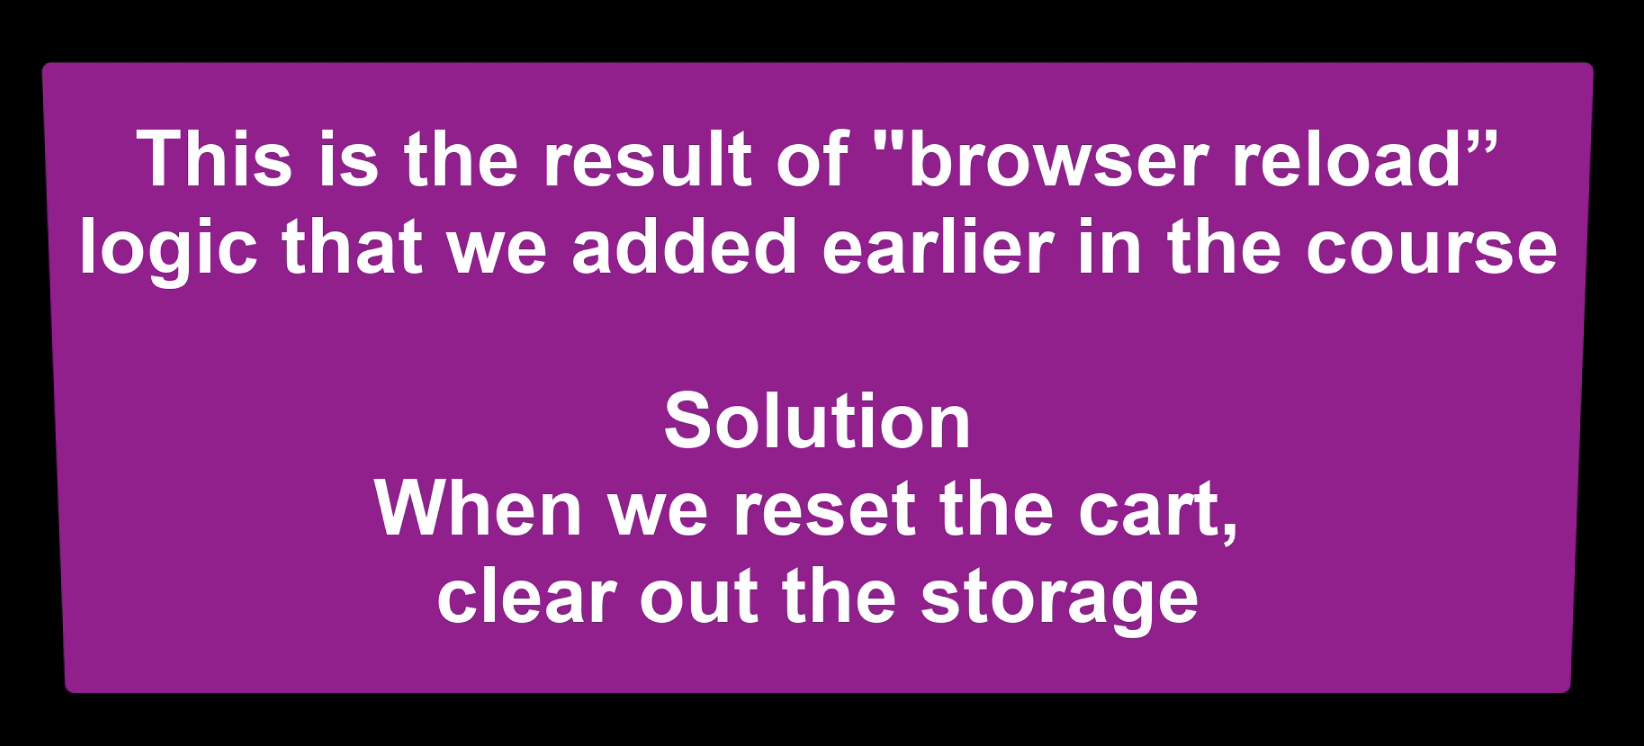 This is the result of "browser reload”
logic that we added earlier in the course
Solution
When we reset the cart,
clear out the storage